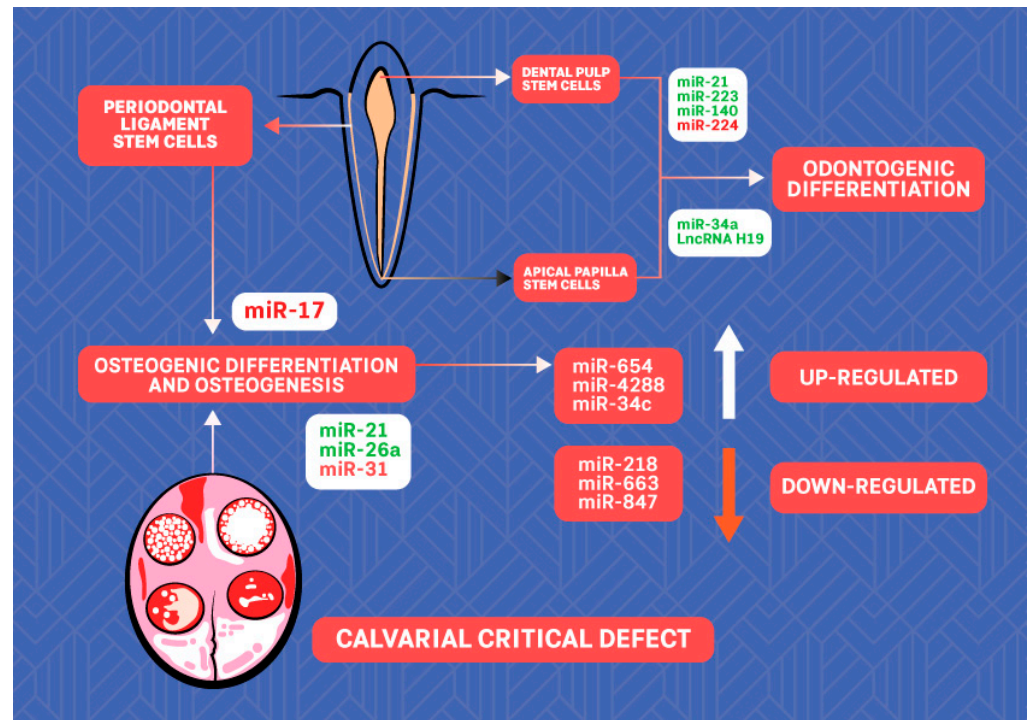 PERIODONTAL
LIGAMENT
STEM CELLS
DENTAL PULP
STEM CELLS
miR-21
miR-223
miR-140
miR-224
ODONTOGENIC
DIFFERENTIATION
miR-34a
LncRNA H19
APICAL PAPILLA
STEM CELLS
miR-17
OSTEOGENIC DIFFERENTIATION
AND OSTEOGENESIS
miR-654
miR-4288
miR-34c
UP-REGULATED
miR-21
miR-26a
miR-31
miR-218
miR-663
miR-847
DOWN-REGULATED
CALVARIAL CRITICAL DEFECT